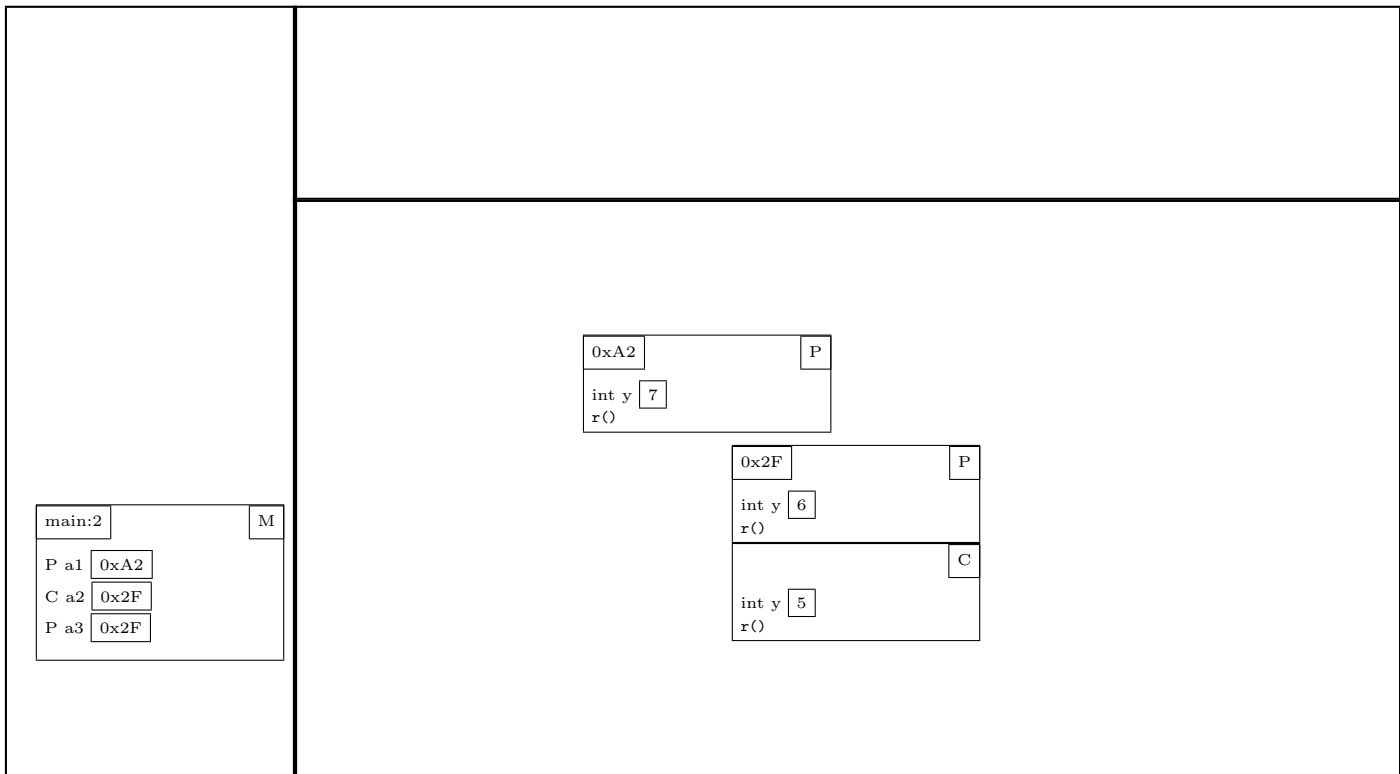 0xA2 P
int y 7
r()
0x2F P
int y 6
r()
C
int y 5
r()
main:2 M
P a1 0xA2
C a2 0x2F
P a3 0x2F